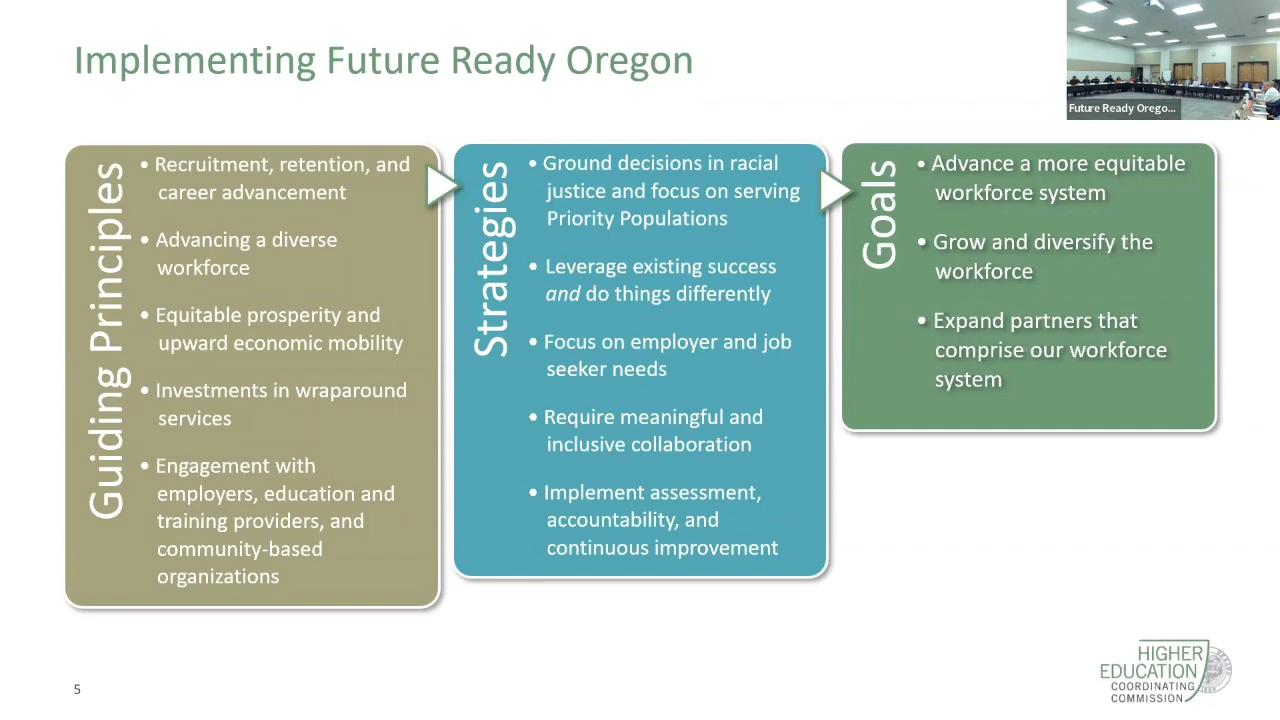 Implementing Future Ready Oregon
Future Ready Orego...
Guiding Principles
• Recruitment, retention, and
career advancement
• Advancing a diverse
workforce
• Equitable prosperity and
upward economic mobility
• Investments in wraparound
services
• Engagement with
employers, education and
training providers, and
community-based
organizations
Strategies
• Ground decisions in racial
justice and focus on serving
Priority Populations
• Leverage existing success
and do things differently
• Focus on employer and job
seeker needs
• Require meaningful and
inclusive collaboration
• Implement assessment,
accountability, and
continuous improvement
Goals
• Advance a more equitable
workforce system
• Grow and diversify the
workforce
• Expand partners that
comprise our workforce
system
5
HIGHER
EDUCATION
COORDINATING
COMMISSION